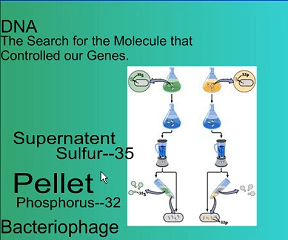 DNA
The Search for the Molecule that
Controlled our Genes.
Supernatent
Sulfur--35
Pellet
Phosphorus--32
Bacteriophage